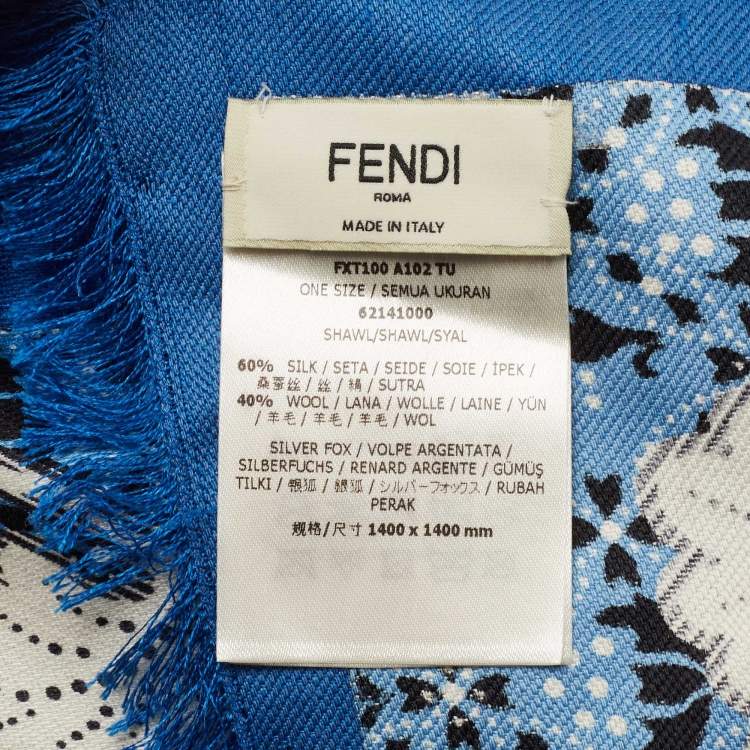 FENDI
ROMA
MADE IN ITALY
FXT100 A102 TU
ONE SIZE / SEMUA UKURAN
62141000
SHAWL/SHAWL/SYAL
60% SILK / SETA / SEIDE / SOIE / İPEK /
桑蚕丝 / 丝 / 絹 / SUTRA
40% WOOL / LANA / WOLLE / LAINE / YÜN
/ 羊毛 / 羊毛 / 羊毛 / WOL
SILVER FOX / VOLPE ARGENTATA /
SILBERFUCHS / RENARD ARGENTE / GÜMÜŞ
TILKI / 银狐 / 銀狐 / シルバーフォックス / RUBAH
PERAK
规格/尺寸 1400 x 1400 mm